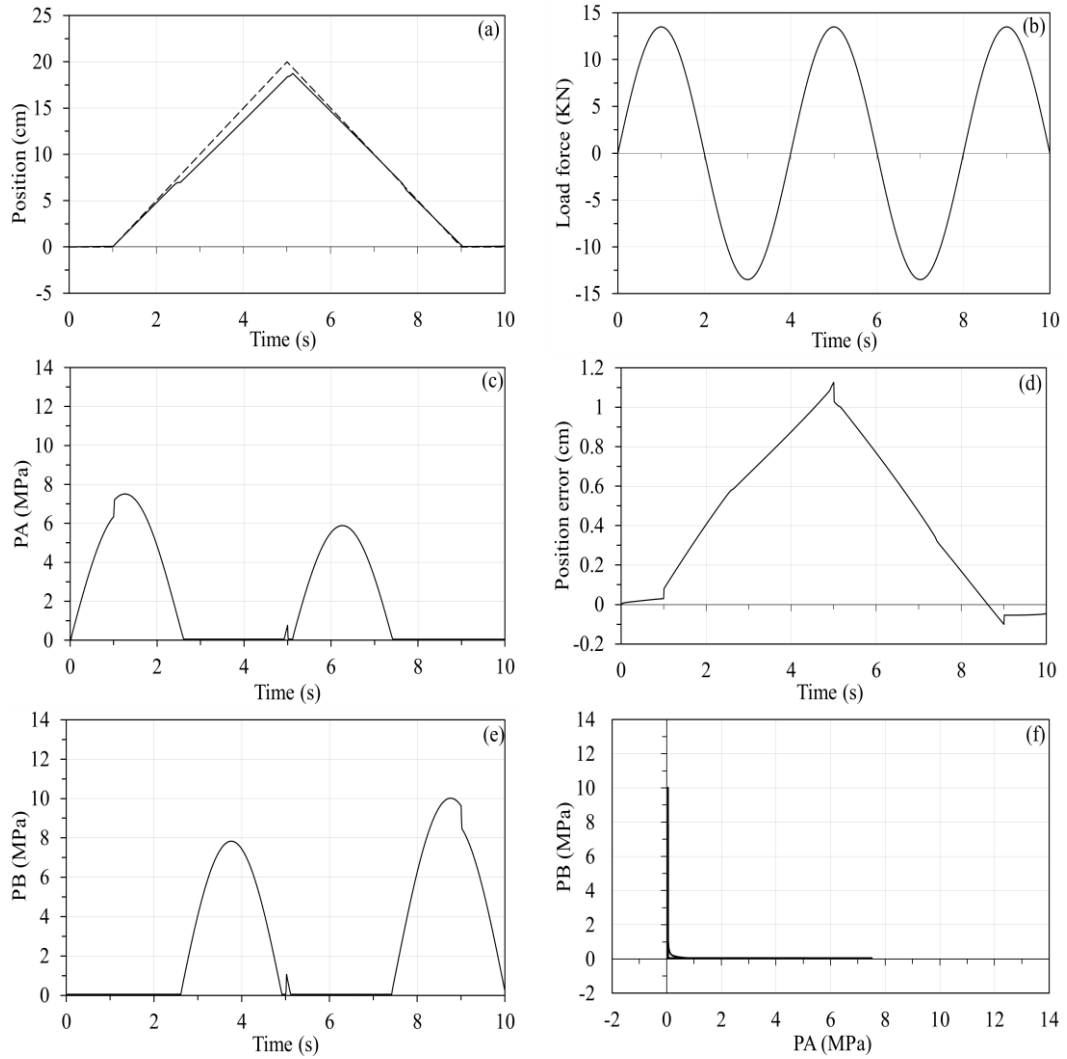 (a)
25
20
15
10
5
0
-5
Position (cm)
0 2 4 6 8 10
Time (s)
(b)
15
10
5
0
-5
-10
-15
Load force (KN)
0 2 4 6 8 10
Time (s)
(c)
14
12
10
8
6
4
2
0
PA (MPa)
0 2 4 6 8 10
Time (s)
(d)
1.2
1
0.8
0.6
0.4
0.2
0
-0.2
Position error (cm)
0 2 4 6 8 10
Time (s)
(e)
14
12
10
8
6
4
2
0
PB (MPa)
0 2 4 6 8 10
Time (s)
(f)
14
12
10
8
6
4
2
0
-2
PB (MPa)
-2 0 2 4 6 8 10 12 14
PA (MPa)